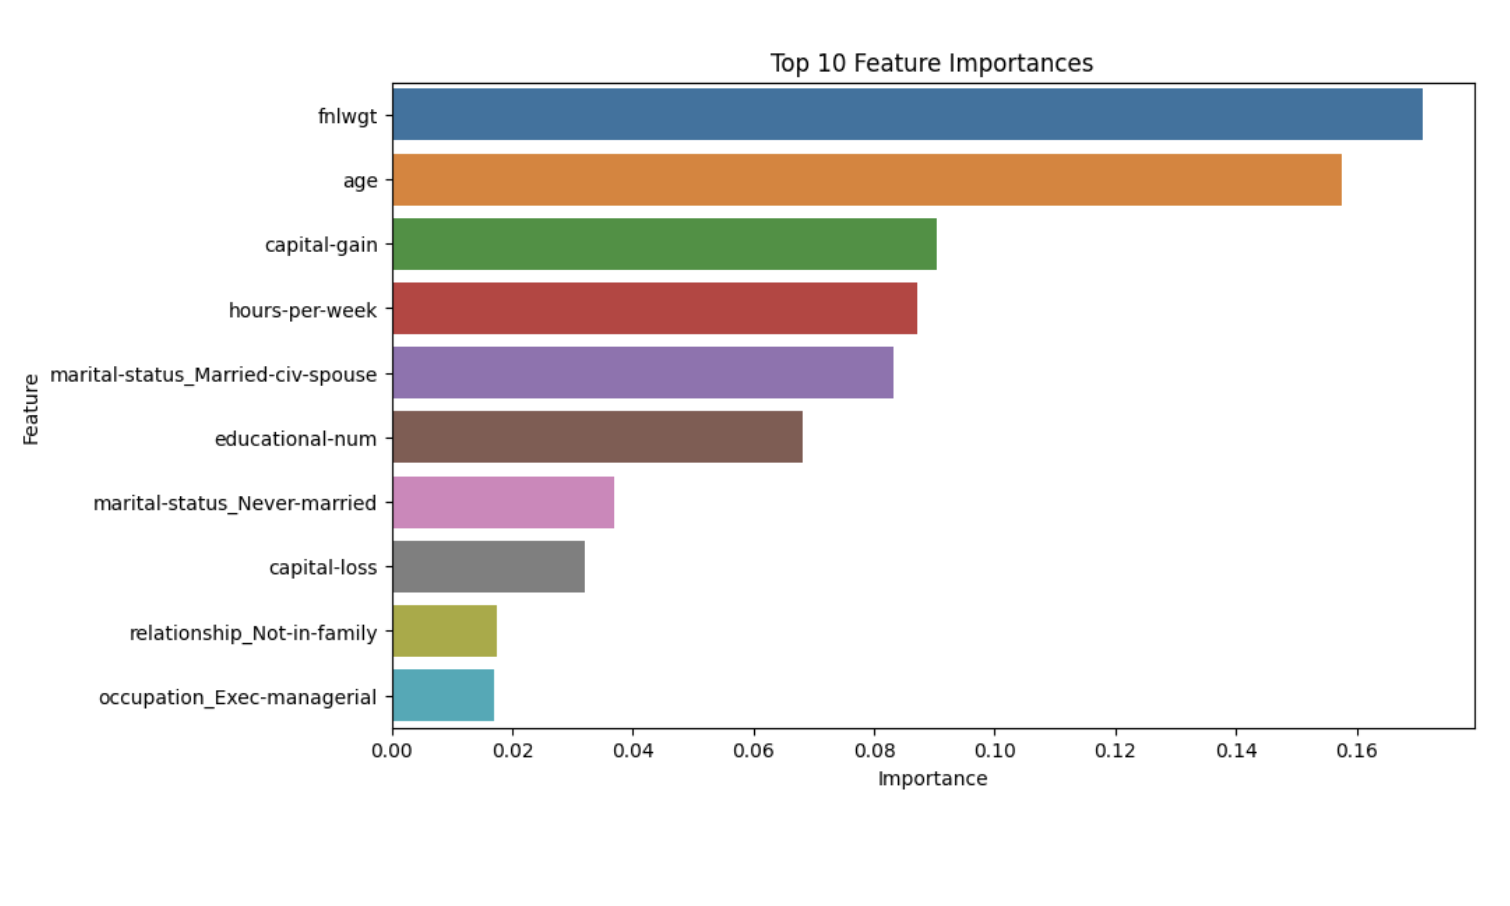 Top 10 Feature Importances
fnlwgt
age
capital-gain
hours-per-week
marital-status_Married-civ-spouse
educational-num
marital-status_Never-married
capital-loss
relationship_Not-in-family
occupation_Exec-managerial
Feature
0.00 0.02 0.04 0.06 0.08 0.10 0.12 0.14 0.16
Importance